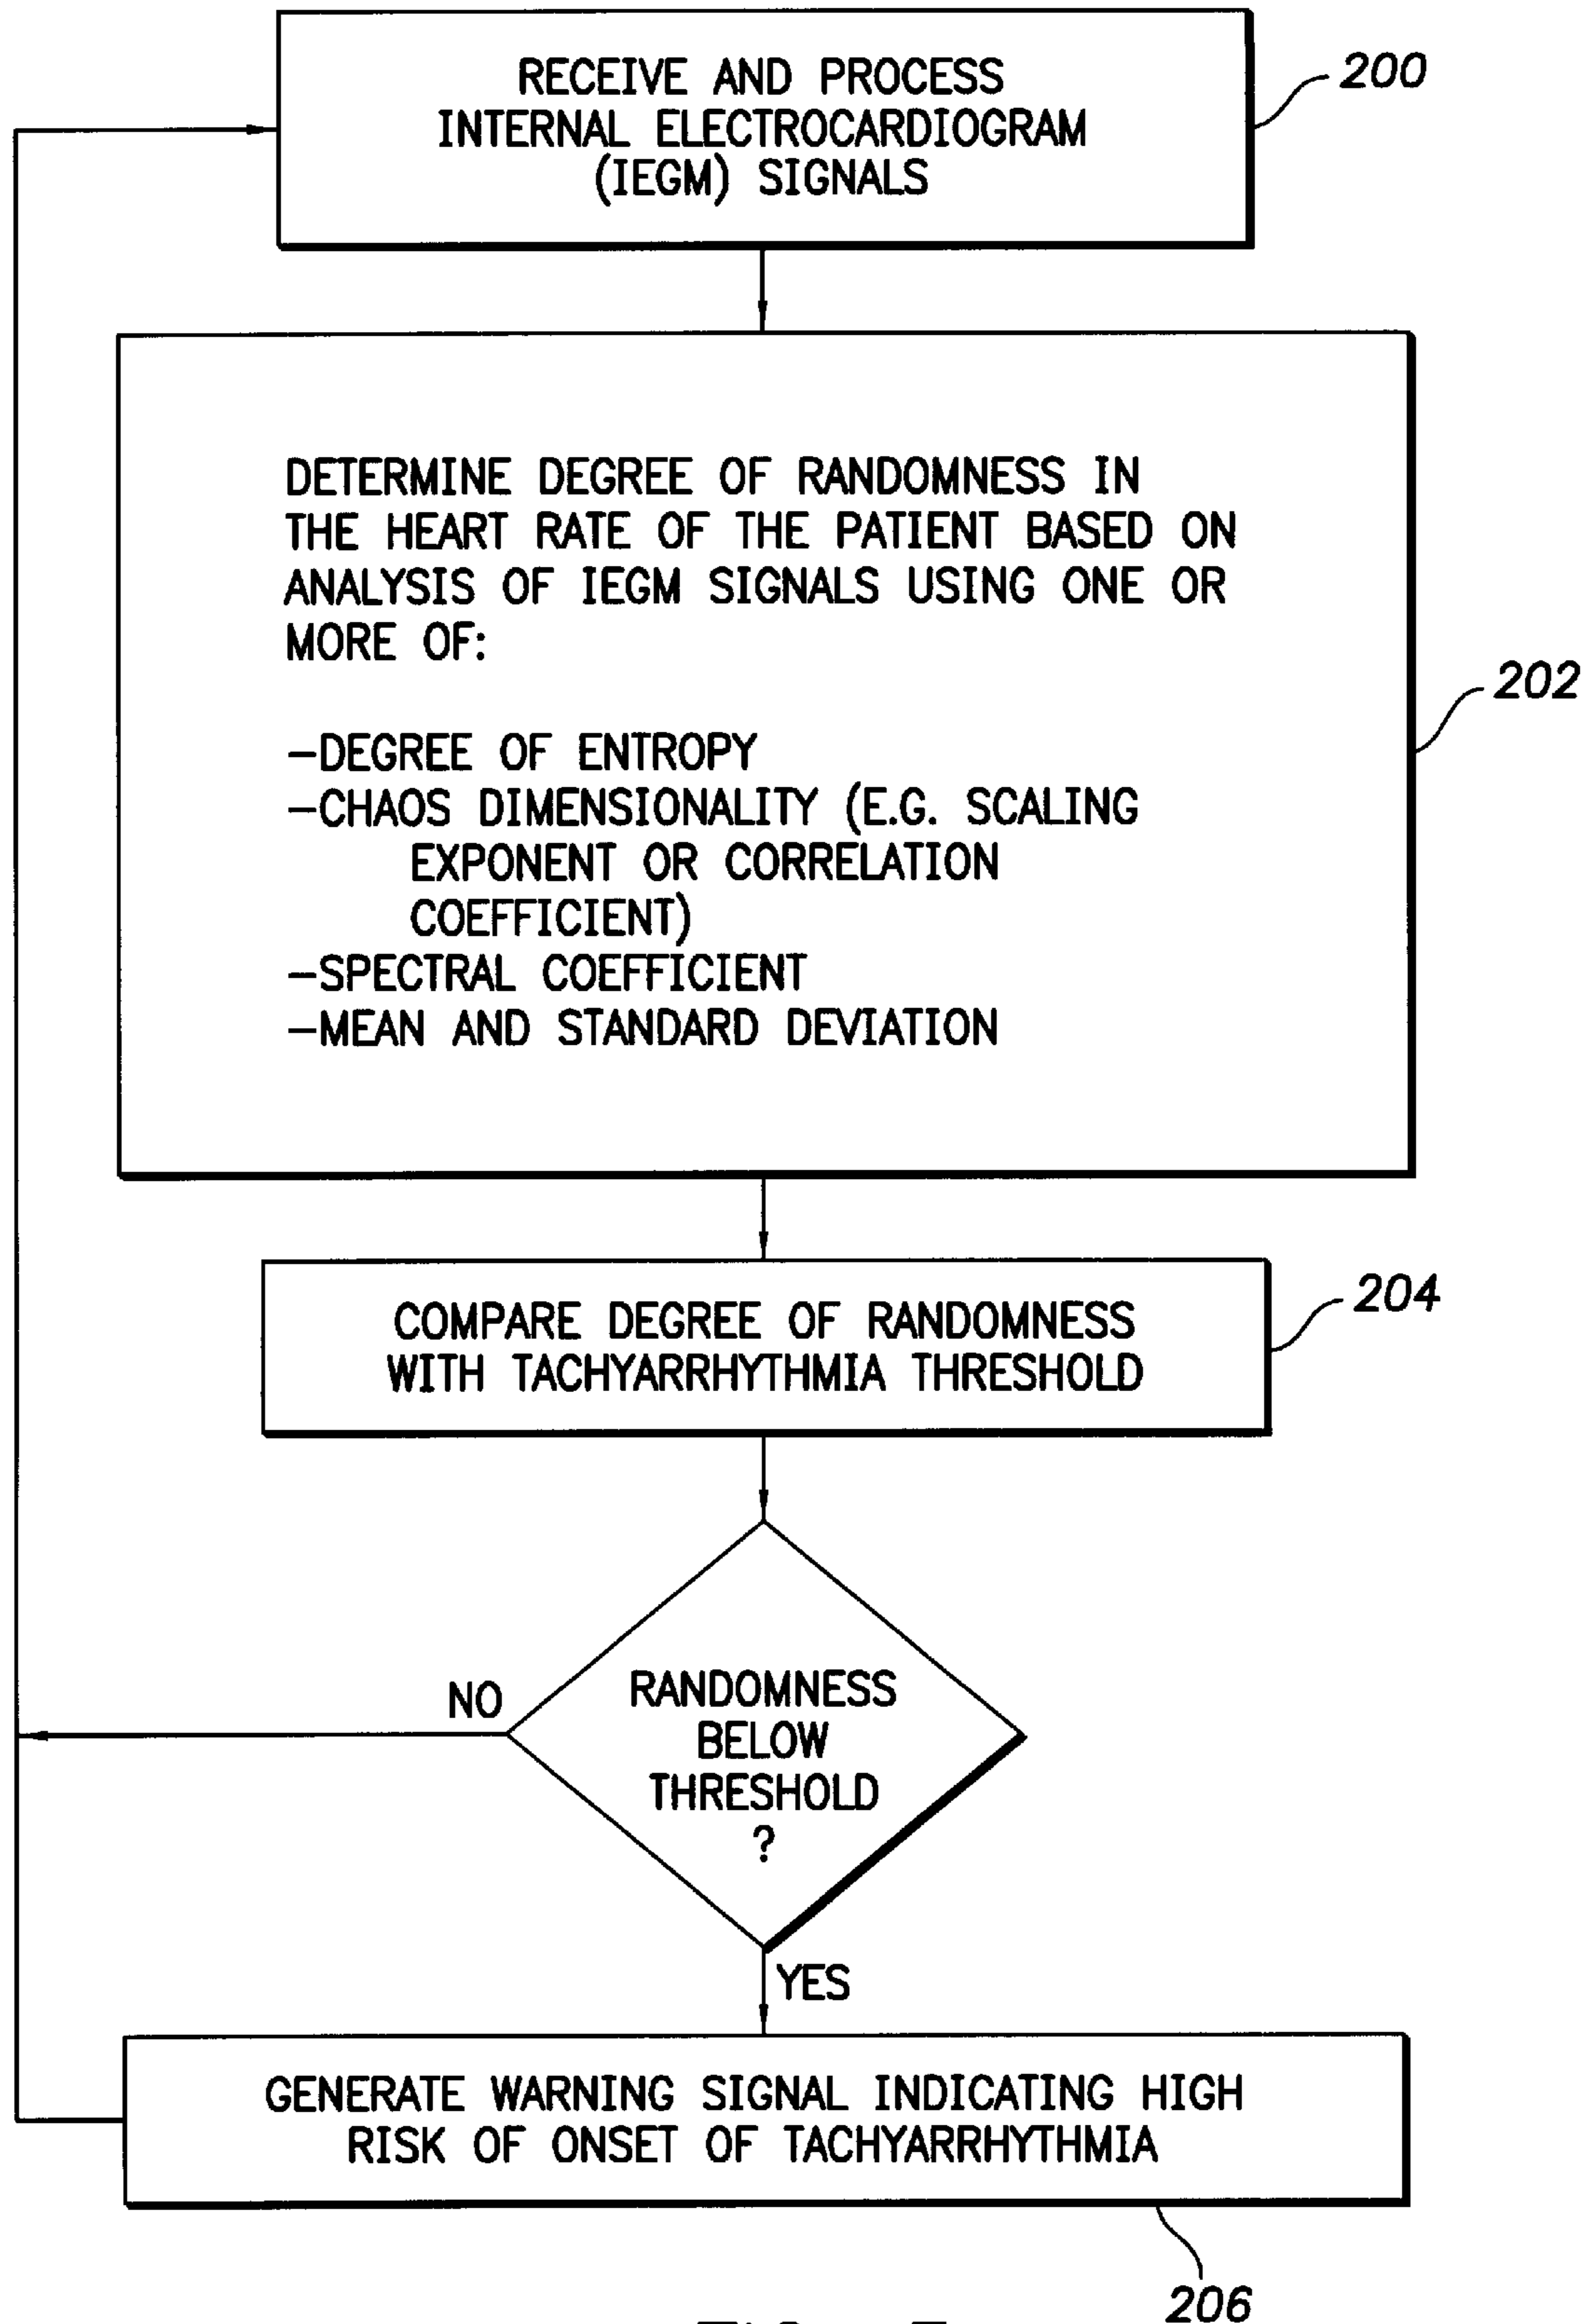 RECEIVE AND PROCESS
INTERNAL ELECTROCARDIOGRAM
(IEGM) SIGNALS
200
DETERMINE DEGREE OF RANDOMNESS IN
THE HEART RATE OF THE PATIENT BASED ON
ANALYSIS OF IEGM SIGNALS USING ONE OR
MORE OF:
-DEGREE OF ENTROPY
-CHAOS DIMENSIONALITY (E.G. SCALING
EXPONENT OR CORRELATION
COEFFICIENT)
-SPECTRAL COEFFICIENT
-MEAN AND STANDARD DEVIATION
202
COMPARE DEGREE OF RANDOMNESS
WITH TACHYARRHYTHMIA THRESHOLD
204
RANDOMNESS
BELOW
THRESHOLD
?
NO
YES
GENERATE WARNING SIGNAL INDICATING HIGH
RISK OF ONSET OF TACHYARRHYTHMIA
206